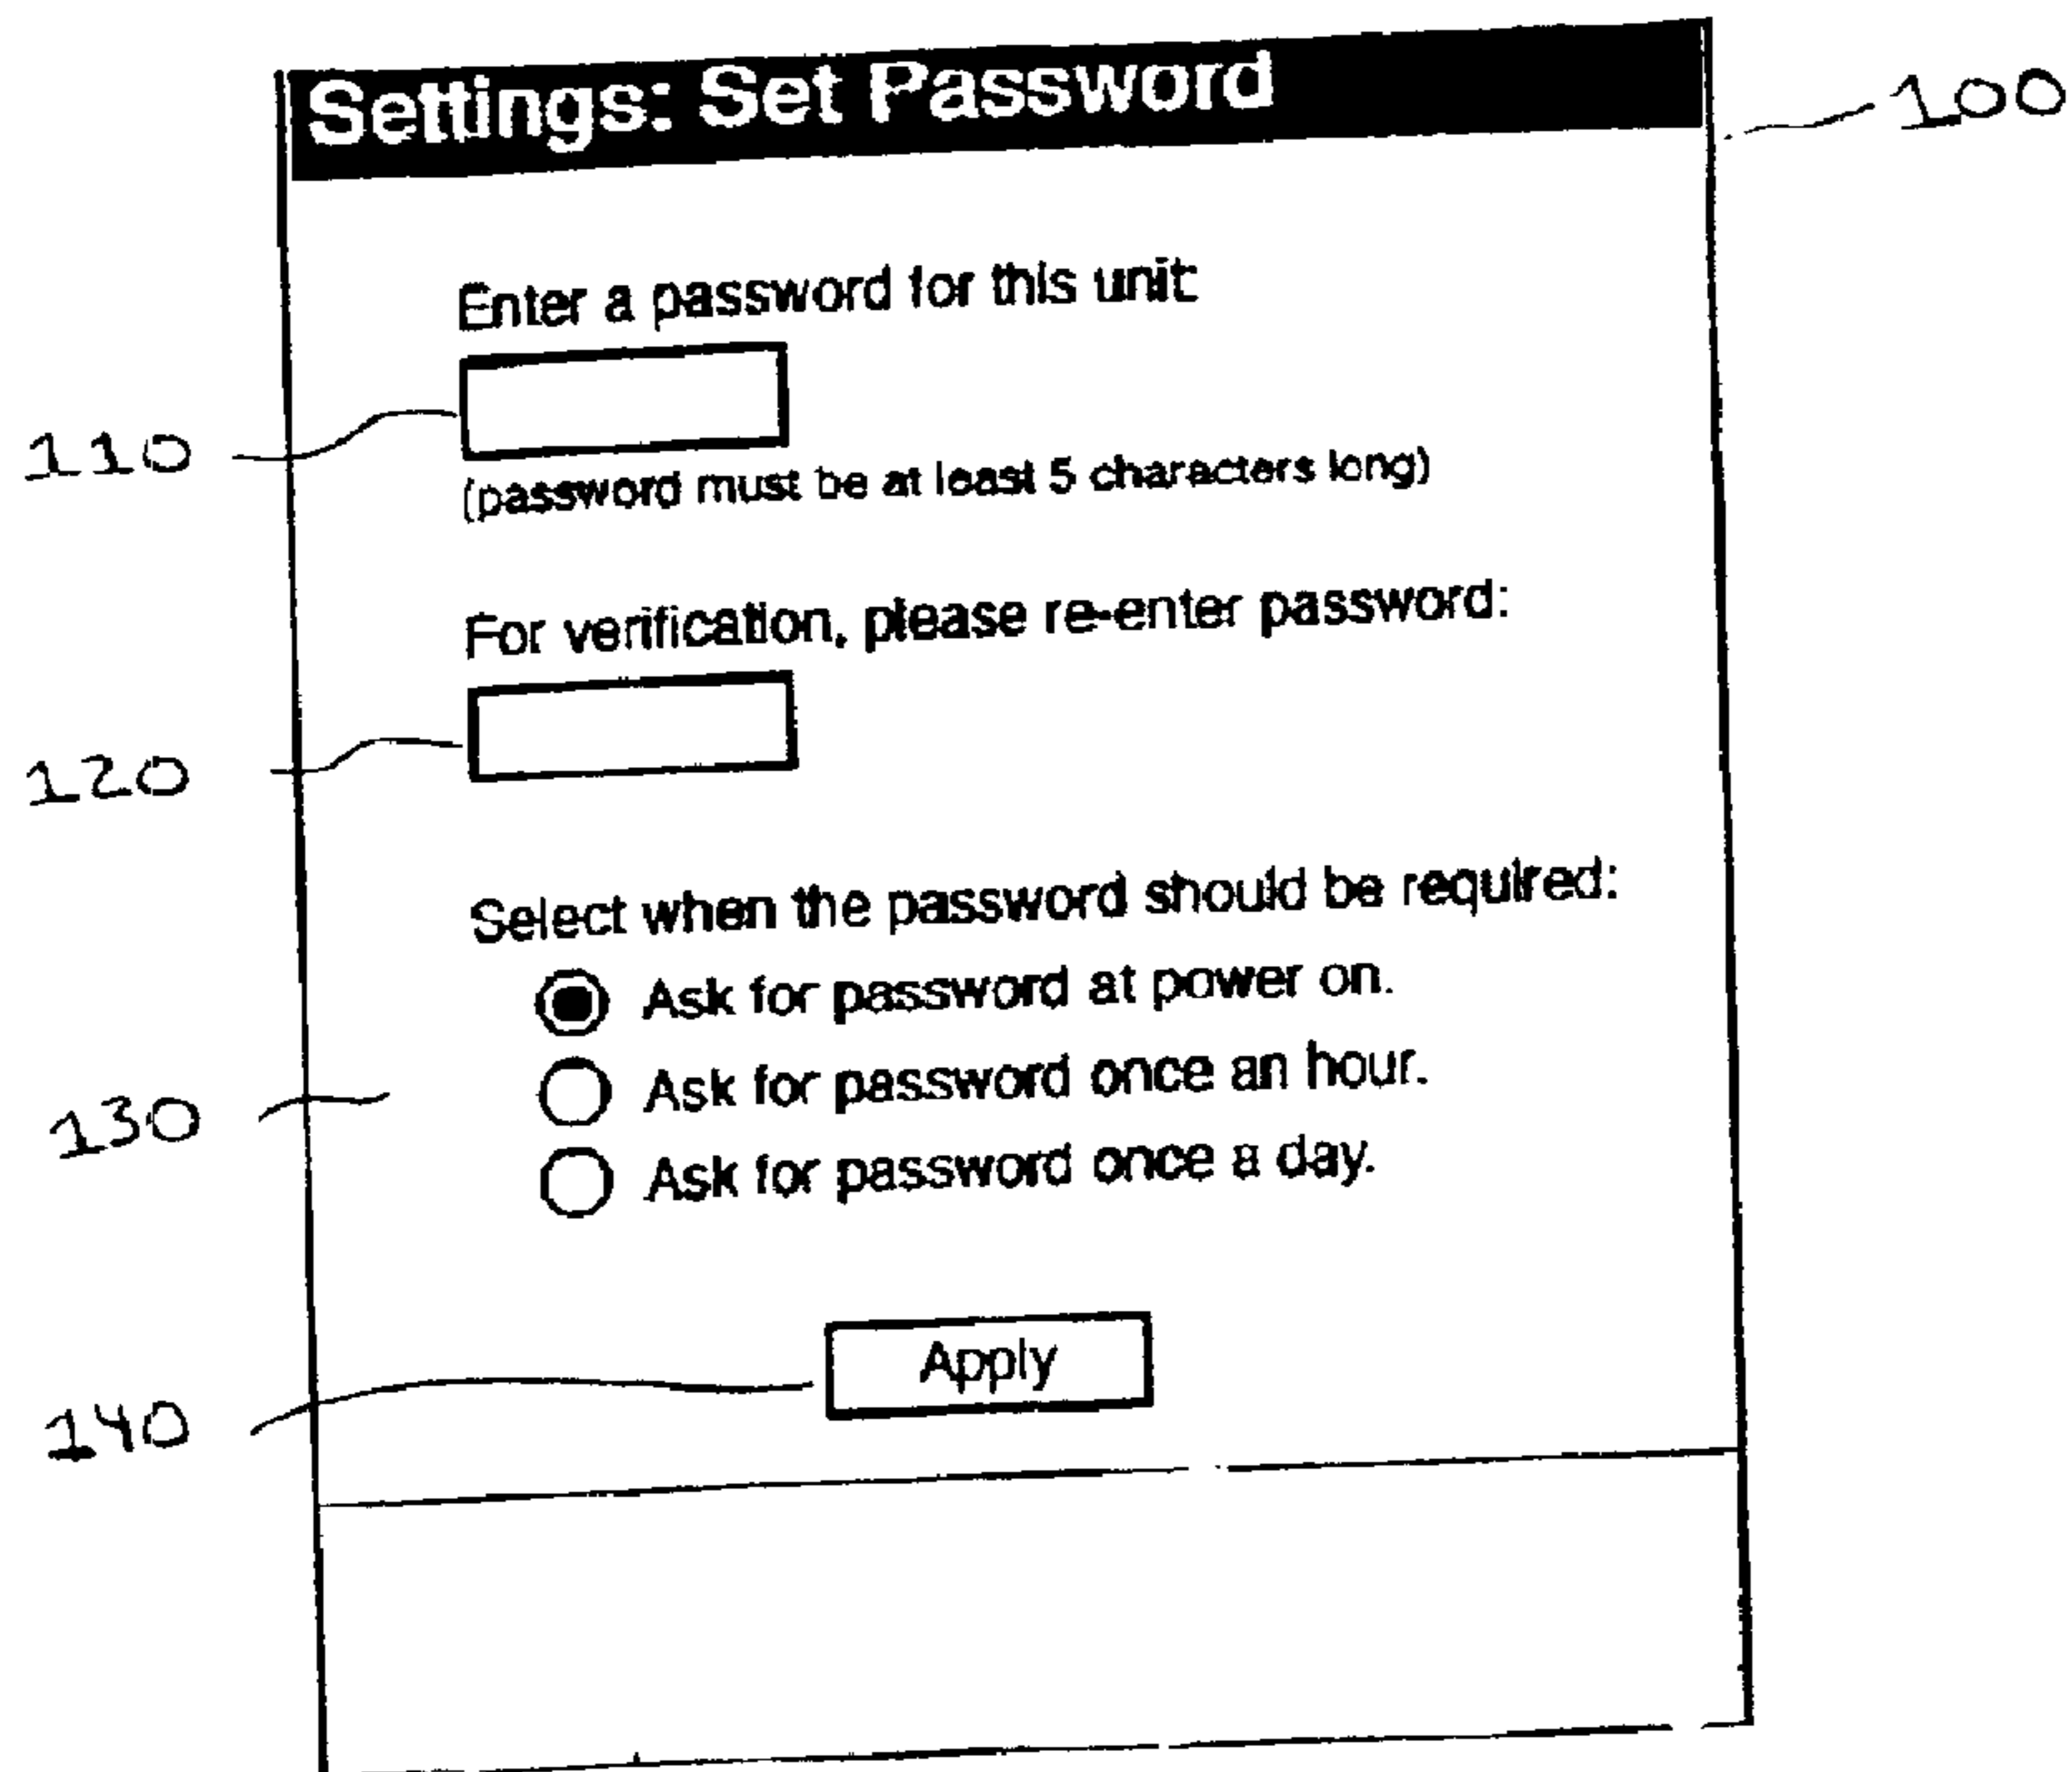 Settings: Set Password
100
Enter a password for this unit:
110
(password must be at least 5 characters long)
For verification, please re-enter password:
120
Select when the password should be required:
Ask for password at power on.
Ask for password once an hour.
130
Ask for password once a day.
Apply
140